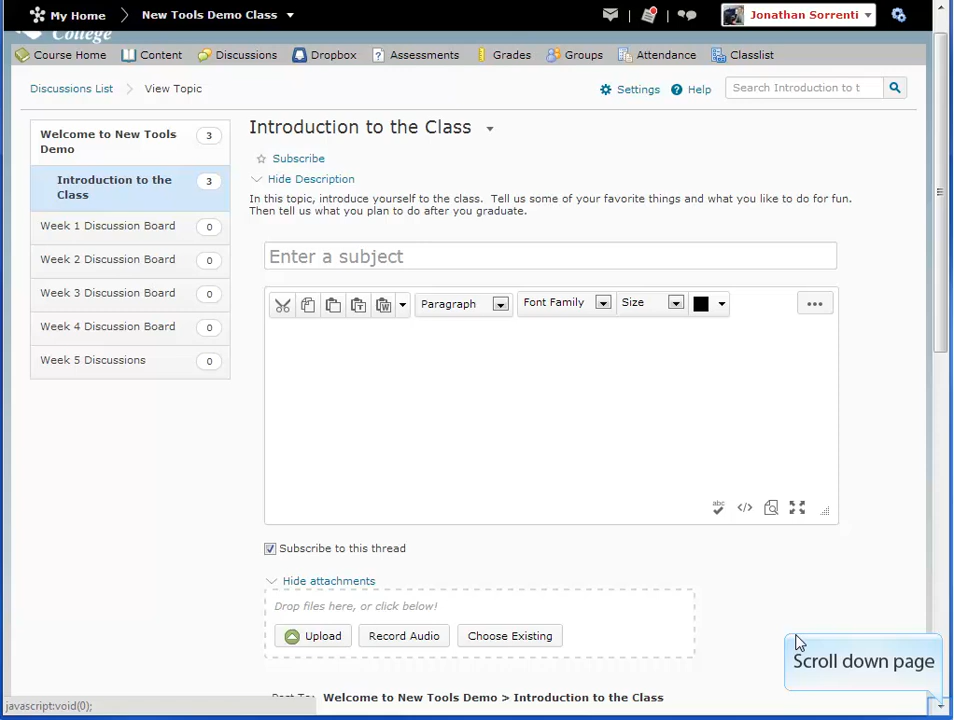 My Home
New Tools Demo Class
Jonathan Sorrenti
College
Course Home
Content
Discussions
Dropbox
Assessments
Grades
Groups
Attendance
Classlist
Discussions List
View Topic
Settings
Help
Search Introduction to t
Welcome to New Tools
Demo
3
Introduction to the
Class
3
Week 1 Discussion Board
0
Week 2 Discussion Board
0
Week 3 Discussion Board
0
Week 4 Discussion Board
0
Week 5 Discussions
0
Introduction to the Class
Subscribe
Hide Description
In this topic, introduce yourself to the class. Tell us some of your favorite things and what you like to do for fun.
Then tell us what you plan to do after you graduate.
Enter a subject
Paragraph
Font Family
Size
abc
Subscribe to this thread
Hide attachments
Drop files here, or click below!
Upload
Record Audio
Choose Existing
Scroll down page
Post To: Welcome to New Tools Demo > Introduction to the Class
javascript:void(0);